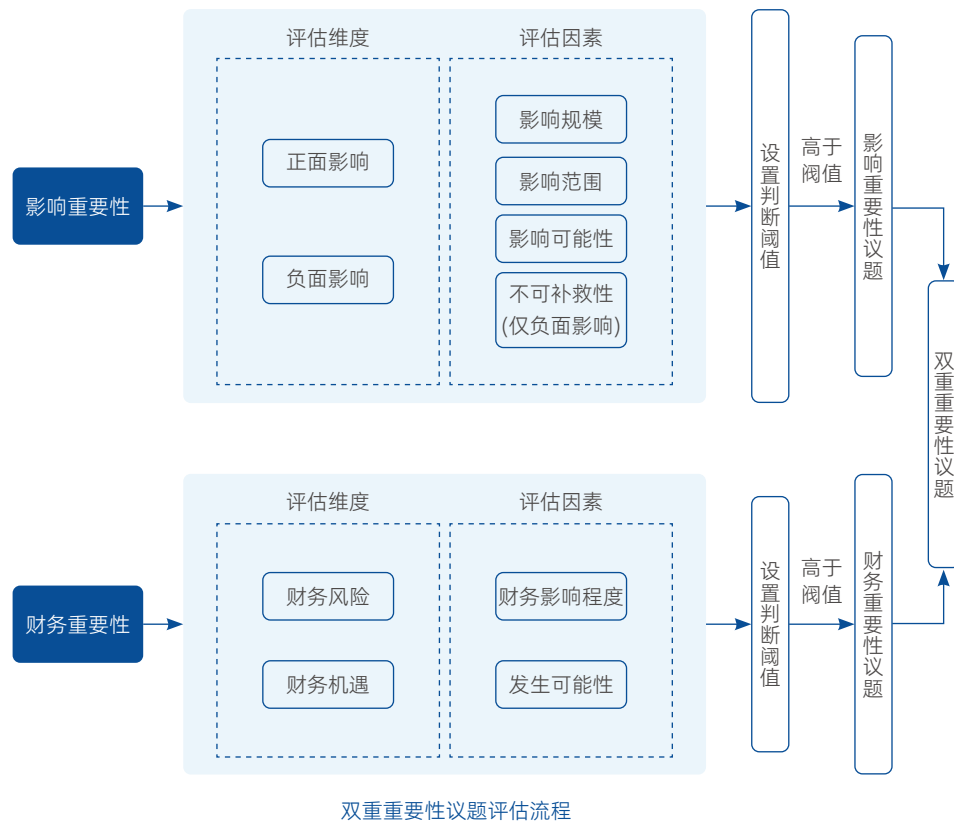 影响重要性
评估维度
正面影响
负面影响
评估因素
影响规模
影响范围
影响可能性
不可补救性
(仅负面影响)
设置判断阈值
高于
阀值
影响重要性议题
双重重要性议题
财务重要性
评估维度
财务风险
财务机遇
评估因素
财务影响程度
发生可能性
设置判断阈值
高于
阀值
财务重要性议题
双重重要性议题评估流程